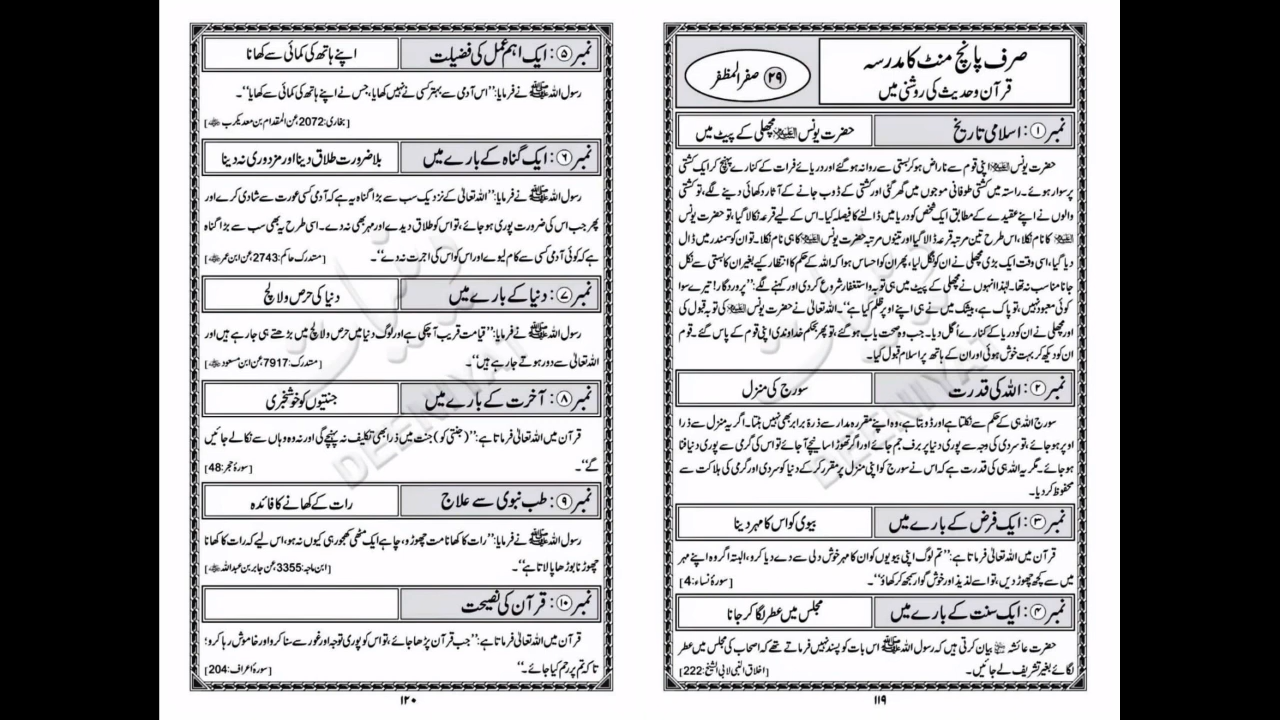 صرف پانچ منٹ کا مدرسہ
قرآن و حدیث کی روشنی میں
۲۹ صفر المظفر
نمبر ۱: اسلامی تاریخ
حضرت یونس علیہ السلام مچھلی کے پیٹ میں
حضرت یونس علیہ السلام اپنی قوم سے ناراض ہو کر بستی سے روانہ ہو گئے اور دریائے فرات کے کنارے پہنچ کر ایک کشتی
پر سوار ہوئے۔ راستہ میں کشتی طوفانی موجوں میں گھر گئی اور کشتی کے ڈوب جانے کے آثار دکھائی دینے لگے، تو کشتی
والوں نے اپنے عقیدے کے مطابق ایک شخص کو دریا میں ڈالنے کا فیصلہ کیا۔ اس کے لیے قرعہ نکالا گیا، تو حضرت یونس
علیہ السلام کا نام نکلا، اس طرح تین مرتبہ قرعہ ڈالا گیا اور تینوں مرتبہ حضرت یونس علیہ السلام کا ہی نام نکلا۔ تو ان کو سمندر میں ڈال
دیا گیا، اسی وقت ایک بڑی مچھلی نے ان کو نگل لیا، پھر ان کو احساس ہوا کہ اللہ کے حکم کا انتظار کیے بغیر ان کا بستی سے نکل
جانا مناسب نہ تھا۔ لہٰذا انہوں نے مچھلی کے پیٹ میں ہی توبہ و استغفار شروع کر دی اور کہنے لگے: ”پروردگار! تیرے سوا
کوئی معبود نہیں، تو پاک ہے، بیشک میں نے ہی اپنے اوپر ظلم کیا ہے“۔ اللہ تعالیٰ نے حضرت یونس علیہ السلام کی توبہ قبول کی
اور مچھلی نے ان کو دریا کے کنارے اُگل دیا۔ جب وہ صحت یاب ہو گئے، تو پھر بحکم خداوندی اپنی قوم کے پاس گئے۔ قوم
ان کو دیکھ کر بہت خوش ہوئی اور ان کے ہاتھ پر اسلام قبول کیا۔
نمبر ۲: اللہ کی قدرت
سورج کی منزل
سورج اللہ ہی کے حکم سے نکلتا ہے اور ڈوبتا ہے، وہ اپنے مقررہ مدار سے ذرۂ برابر بھی نہیں ہٹتا۔ اگر یہ منزل سے ذرا
اوپر ہو جائے، تو سردی کی وجہ سے پوری دنیا پر برف جم جائے اور اگر تھوڑا سا نیچے آ جائے تو اس کی گرمی سے پوری دنیا فنا
ہو جائے۔ مگر یہ اللہ ہی کی قدرت ہے کہ اس نے سورج کو اپنی منزل پر مقرر کر کے دنیا کو سردی اور گرمی کی ہلاکت سے
محفوظ کر دیا۔
نمبر ۳: ایک فرض کے بارے میں
بیوی کو اس کا مہر دینا
قرآن میں اللہ تعالیٰ فرماتا ہے: ”تم لوگ اپنی بیویوں کو ان کا مہر خوش دلی سے دے دیا کرو، البتہ اگر وہ اپنے مہر
میں سے کچھ چھوڑ دیں، تو اسے لذیذ اور خوش گوار سمجھ کر کھاؤ“۔ [سورۂ نساء: 4]
نمبر ۴: ایک سنت کے بارے میں
مجلس میں عطر لگا کر جانا
حضرت عائشہ رضی اللہ عنہا بیان کرتی ہیں کہ رسول اللہ ﷺ اس بات کو پسند نہیں فرماتے تھے کہ اصحاب کی مجلس میں عطر
لگائے بغیر تشریف لے جائیں۔ [اخلاق النبی لابی الشیخ: 222]
۱۱۹
نمبر ۵: ایک اہم عمل کی فضیلت
اپنے ہاتھ کی کمائی سے کھانا
رسول اللہ ﷺ نے فرمایا: ”اس آدمی سے بہتر کسی نے نہیں کھایا، جس نے اپنے ہاتھ کی کمائی سے کھایا“۔
[بخاری: 2072، عن المقدام بن معدیکرب رضی اللہ عنہ]
نمبر ۶: ایک گناہ کے بارے میں
بلا ضرورت طلاق دینا اور مزدوری نہ دینا
رسول اللہ ﷺ نے فرمایا: ”اللہ تعالیٰ کے نزدیک سب سے بڑا گناہ یہ ہے کہ آدمی کسی عورت سے شادی کرے اور
پھر جب اس کی ضرورت پوری ہو جائے، تو اس کو طلاق دیدے اور مہر بھی نہ دے۔ اسی طرح یہ بھی سب سے بڑا گناہ
ہے کہ کوئی آدمی کسی سے کام لیوے اور اس کو اس کی اجرت نہ دے“۔ [مستدرک حاکم: 2743، عن ابن عمر رضی اللہ عنہ]
نمبر ۷: دنیا کے بارے میں
دنیا کی حرص و لالچ
رسول اللہ ﷺ نے فرمایا: ”قیامت قریب آ چکی ہے اور لوگ دنیا میں حرص و لالچ میں بڑھتے ہی جا رہے ہیں اور
اللہ تعالیٰ سے دور ہوتے جا رہے ہیں“۔ [مستدرک: 7917، عن ابن مسعود رضی اللہ عنہ]
نمبر ۸: آخرت کے بارے میں
جنتیوں کو خوشخبری
قرآن میں اللہ تعالیٰ فرماتا ہے: ”(جنتی کو) جنت میں ذرا بھی تکلیف نہ پہنچے گی اور نہ وہ وہاں سے نکالے جائیں
گے“۔ [سورۂ حجر: 48]
نمبر ۹: طب نبوی سے علاج
رات کے کھانے کا فائدہ
رسول اللہ ﷺ نے فرمایا: ”رات کا کھانا مت چھوڑو، چاہے ایک مٹھی کھجور ہی کیوں نہ ہو، اس لیے کہ رات کا کھانا
چھوڑنا بوڑھاپا لاتا ہے“۔ [ابن ماجہ: 3355، عن جابر بن عبداللہ رضی اللہ عنہ]
نمبر ۱۰: قرآن کی نصیحت
قرآن میں اللہ تعالیٰ فرماتا ہے: ”جب قرآن پڑھا جائے، تو اس کو پوری توجہ اور غور سے سنا کرو اور خاموش رہا کرو؛
تاکہ تم پر رحم کیا جائے۔“ [سورۂ اعراف: 204]
۱۲۰
دینیات
DEENIYAT
دینیات
DEENIYAT